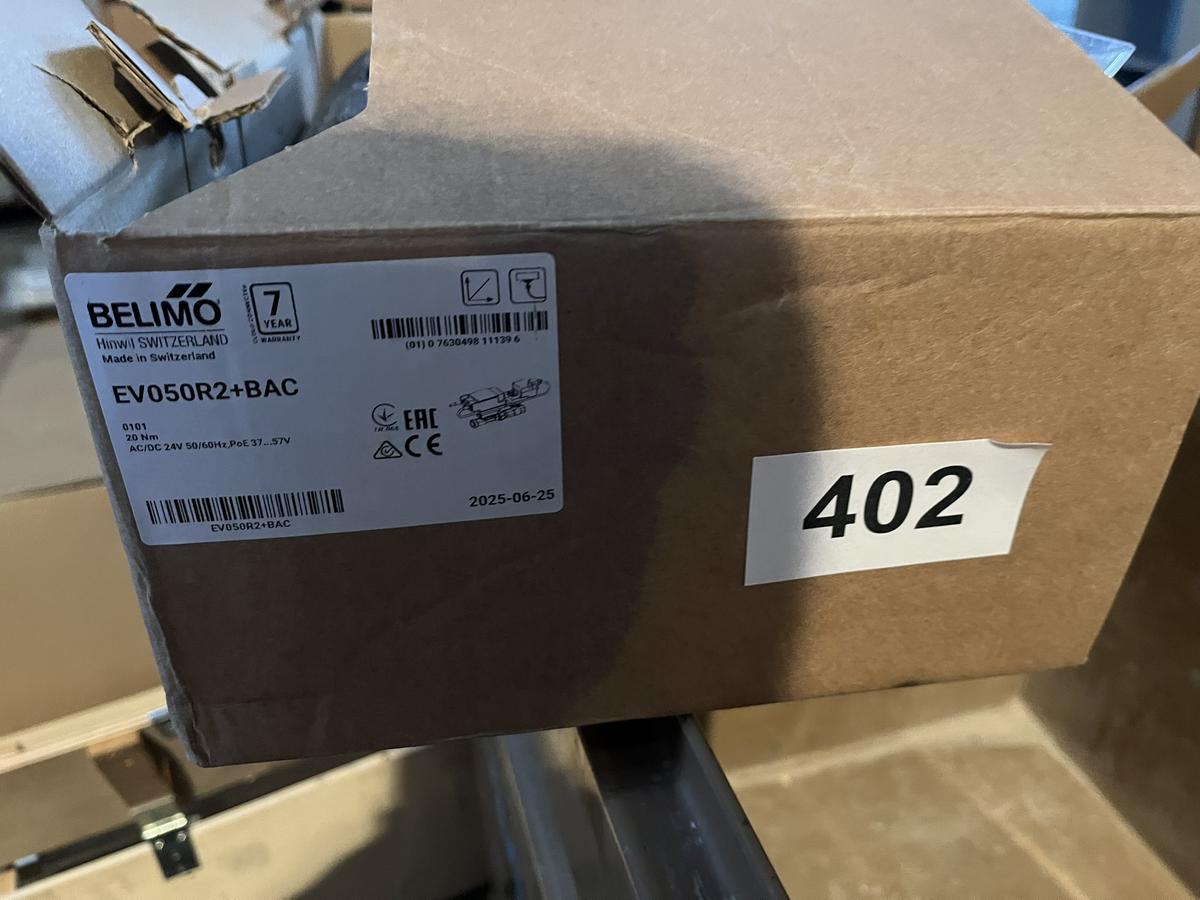 BELIMO
Hinwil SWITZERLAND
Made in Switzerland
7
YEAR
WARRANTY
(01) 0 7630498 11139 6
EV050R2+BAC
0101
20 Nm
AC/DC 24V 50/60Hz,PoE 37...57V
EAC
CE
EV050R2+BAC
2025-06-25
402